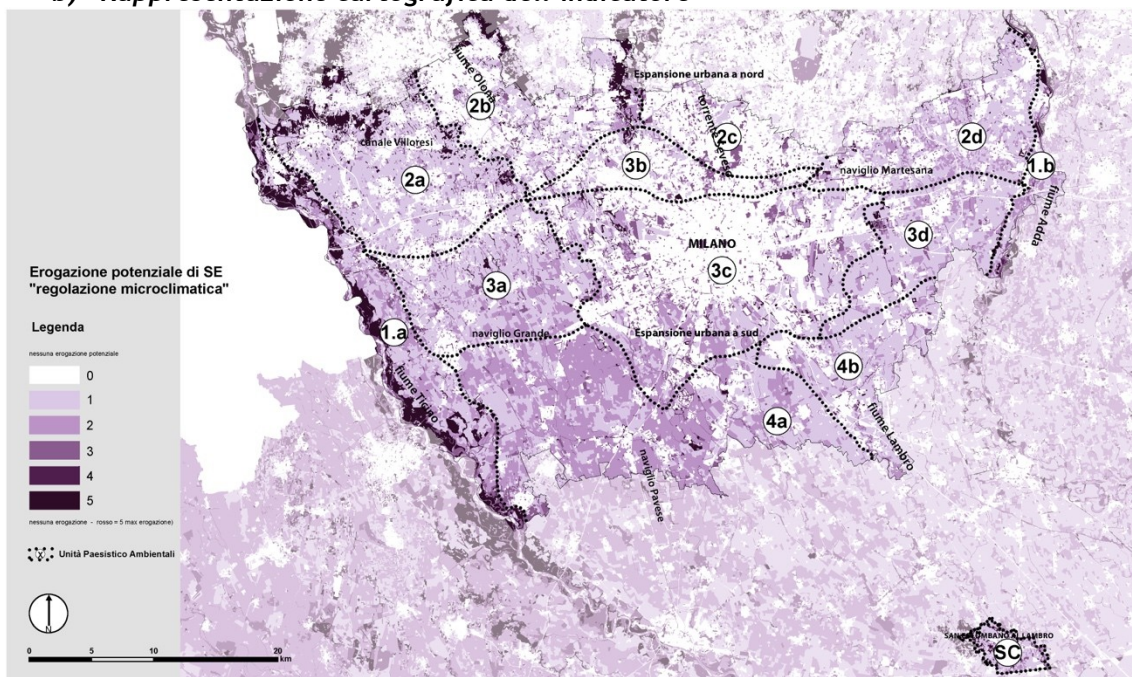 b) Rappresentazione cartografica dell'indicatore
Espansione urbana a nord
fiume Olona
2b
torrente Seveso
2c
2d
canale Villoresi
3b
2a
naviglio Martesana
1.b
fiume Adda
3d
MILANO
3c
Erogazione potenziale di SE
"regolazione microclimatica"
3a
Legenda
1.a
naviglio Grande
Espansione urbana a sud
nessuna erogazione potenziale
0
1
2
3
4
5
4b
fiume Ticino
fiume Lambro
4a
naviglio Pavese
nessuna erogazione - rosso = 5 max erogazione)
Unità Paesistico Ambientali
N
0 5 10 20
km
SAN COLOMBANO AL LAMBRO
SC